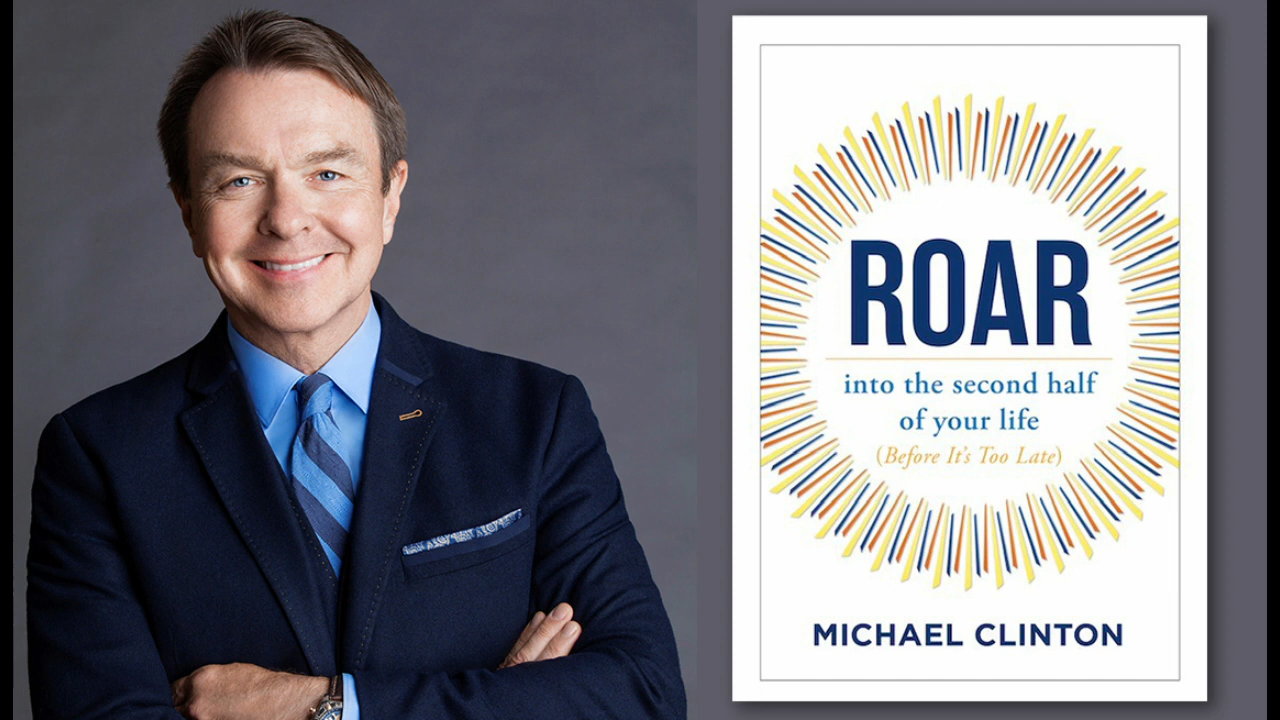 ROAR
into the second half
of your life
(Before It's Too Late)
MICHAEL CLINTON